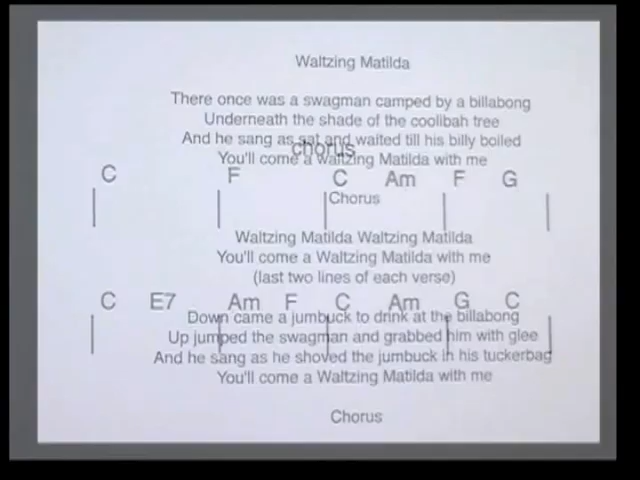 Waltzing Matilda
There once was a swagman camped by a billabong
Underneath the shade of the coolibah tree
And he sang as sat and waited till his billy boiled
chorus
You'll come a waltzing Matilda with me
C F C Am F G
Chorus
Waltzing Matilda Waltzing Matilda
You'll come a Waltzing Matilda with me
(last two lines of each verse)
C E7 Am F C Am G C
Down came a jumbuck to drink at the billabong
Up jumped the swagman and grabbed him with glee
And he sang as he shoved the jumbuck in his tuckerbag
You'll come a Waltzing Matilda with me
Chorus